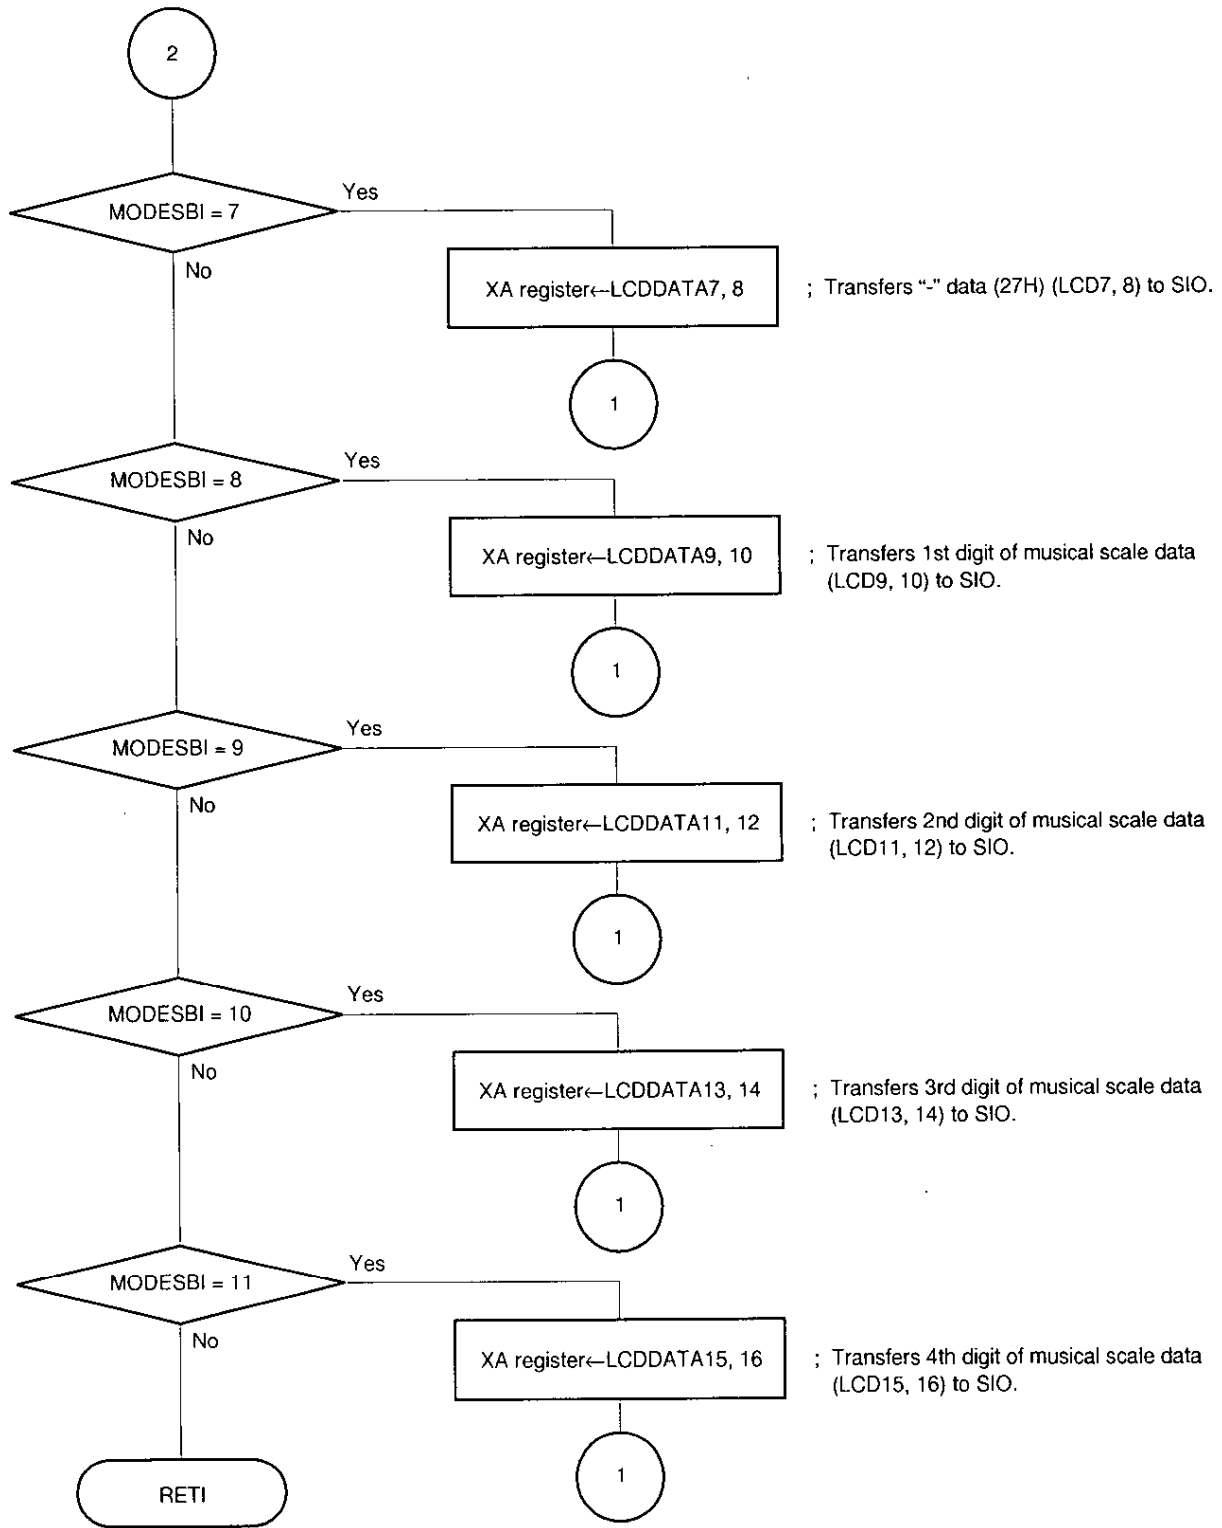 2
MODESBI = 7
Yes
No
XA register←LCDDATA7, 8
; Transfers “-” data (27H) (LCD7, 8) to SIO.
1
MODESBI = 8
Yes
No
XA register←LCDDATA9, 10
; Transfers 1st digit of musical scale data
(LCD9, 10) to SIO.
1
MODESBI = 9
Yes
No
XA register←LCDDATA11, 12
; Transfers 2nd digit of musical scale data
(LCD11, 12) to SIO.
1
MODESBI = 10
Yes
No
XA register←LCDDATA13, 14
; Transfers 3rd digit of musical scale data
(LCD13, 14) to SIO.
1
MODESBI = 11
Yes
No
XA register←LCDDATA15, 16
; Transfers 4th digit of musical scale data
(LCD15, 16) to SIO.
1
RETI